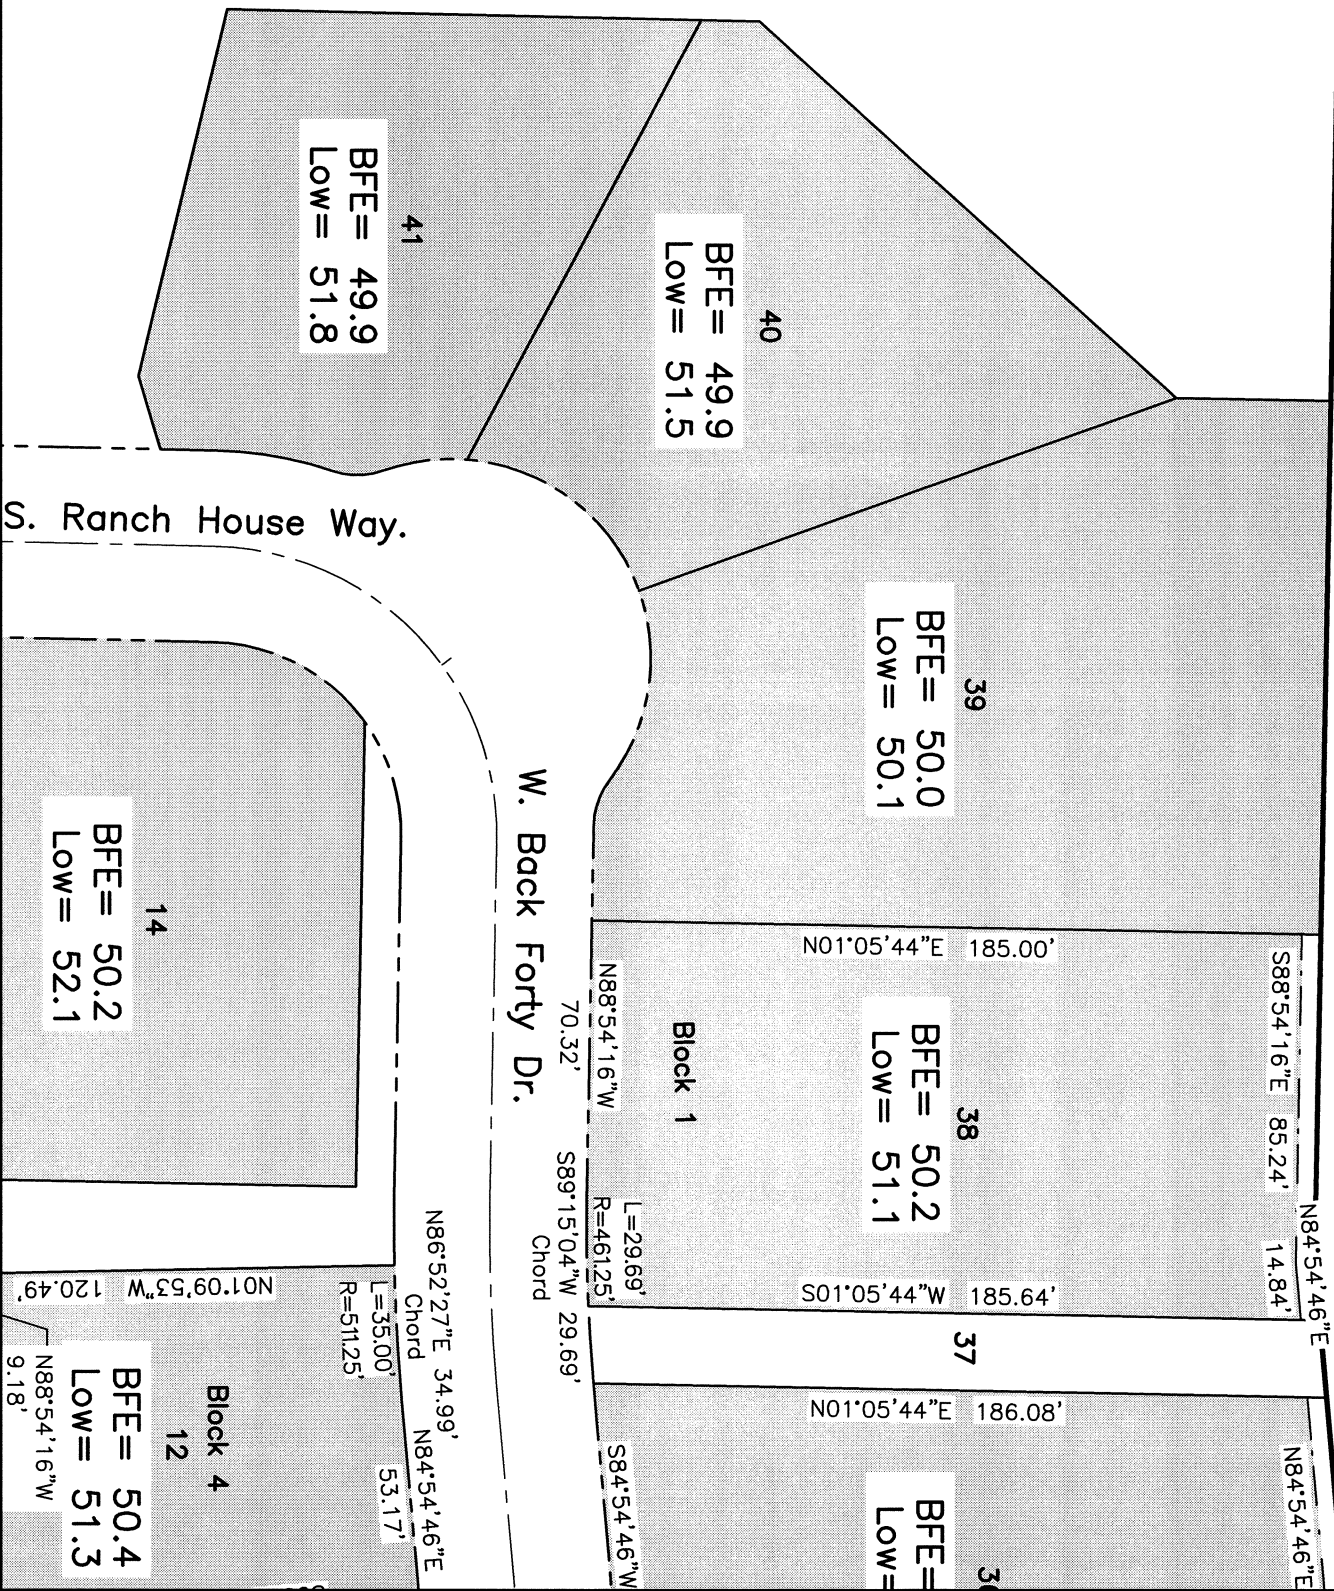 41
BFE= 49.9
Low= 51.8
40
BFE= 49.9
Low= 51.5
39
BFE= 50.0
Low= 50.1
S. Ranch House Way.
W. Back Forty Dr.
14
BFE= 50.2
Low= 52.1
N01°05'44"E 185.00'
S88°54'16"E 85.24'
N84°54'46"E
14.84'
38
BFE= 50.2
Low= 51.1
Block 1
N88°54'16"W
70.32'
L=29.69'
R=461.25'
S89°15'04"W 29.69'
Chord
S01°05'44"W 185.64'
37
N01°05'44"E 186.08'
N84°54'46"E
BFE=
Low=
S84°54'46"W
N86°52'27"E 34.99'
Chord
L=35.00'
R=511.25'
N84°54'46"E
53.17'
N01°09'53"W 120.49'
Block 4
12
BFE= 50.4
Low= 51.3
N88°54'16"W
9.18'